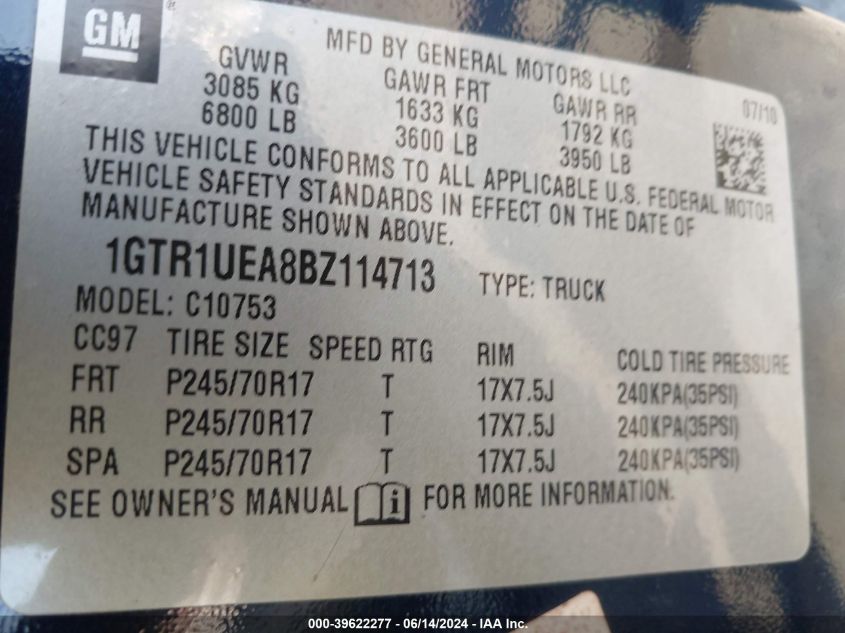 GM
MFD BY GENERAL MOTORS LLC
07/10
GVWR GAWR FRT GAWR RR
3085 KG 1633 KG 1792 KG
6800 LB 3600 LB 3950 LB
THIS VEHICLE CONFORMS TO ALL APPLICABLE U.S. FEDERAL MOTOR
VEHICLE SAFETY STANDARDS IN EFFECT ON THE DATE OF
MANUFACTURE SHOWN ABOVE.
1GTR1UEA8BZ114713 TYPE: TRUCK
MODEL: C10753
CC97 TIRE SIZE SPEED RTG RIM COLD TIRE PRESSURE
FRT P245/70R17 T 17X7.5J 240KPA(35PSI)
RR P245/70R17 T 17X7.5J 240KPA(35PSI)
SPA P245/70R17 T 17X7.5J 240KPA(35PSI)
SEE OWNER'S MANUAL i FOR MORE INFORMATION.
000-39622277 - 06/14/2024 - IAA Inc.